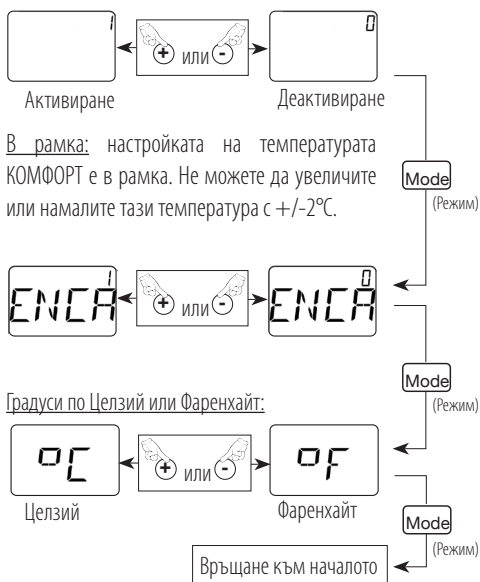 1 + или - 0
Активиране Деактивиране
В рамка: настройката на температурата
КОМФОРТ е в рамка. Не можете да увеличите
или намалите тази температура с +/-2°C.
Mode
(Режим)
1 ENCA + или - 0 ENCA
Mode
(Режим)
Градуси по Целзий или Фаренхайт:
°C + или - °F
Целзий Фаренхайт
Mode
(Режим)
Връщане към началото